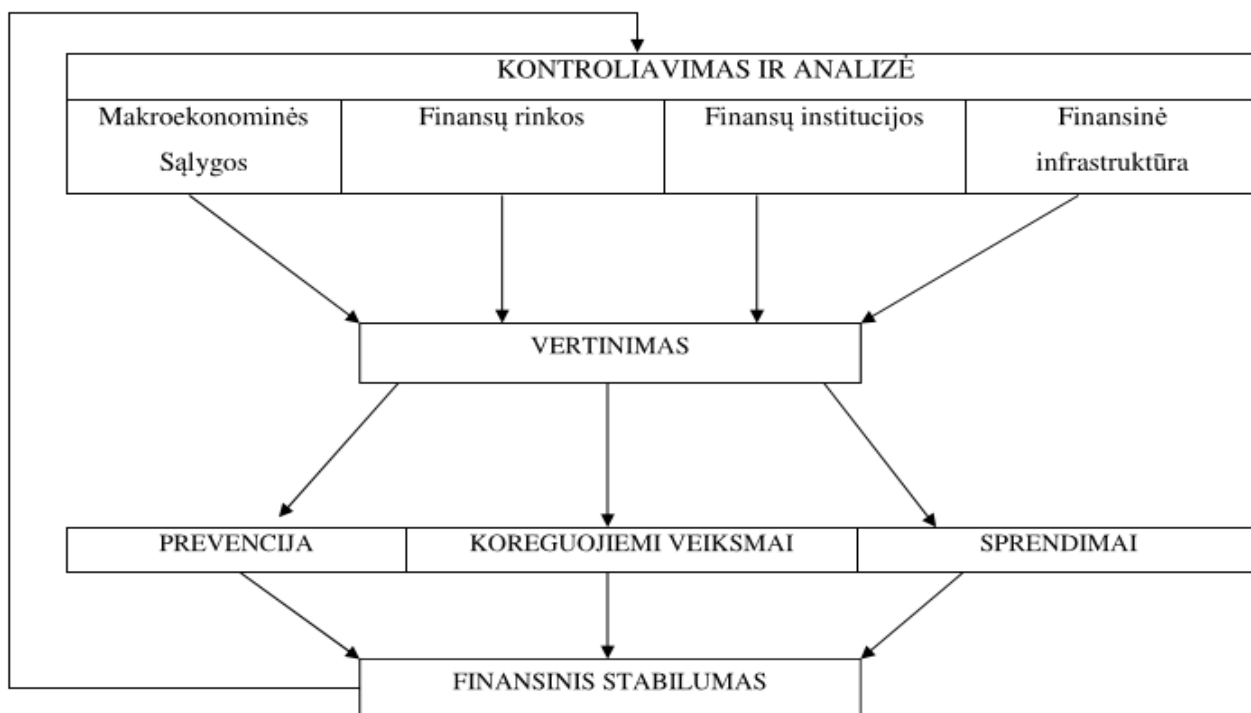 KONTROLIAVIMAS IR ANALIZĖ
Makroekonominės
Sąlygos
Finansų rinkos
Finansų institucijos
Finansinė
infrastruktūra
VERTINIMAS
PREVENCIJA
KOREGUOJIEMI VEIKSMAI
SPRENDIMAI
FINANSINIS STABILUMAS